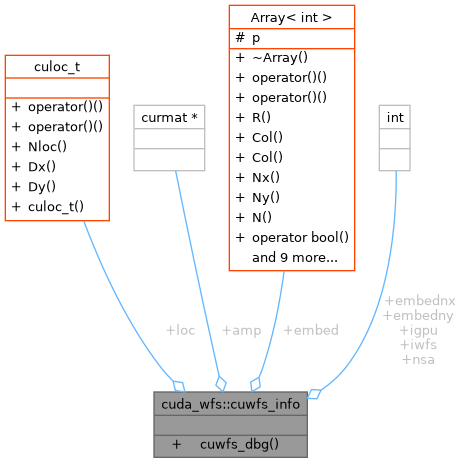 culoc_t
+ operator()()
+ operator()()
+ Nloc()
+ Dx()
+ Dy()
+ culoc_t()
curmat *
Array< int >
# p
+ ~Array()
+ operator()()
+ operator()()
+ R()
+ Col()
+ Col()
+ Nx()
+ Ny()
+ N()
+ operator bool()
and 9 more...
int
+loc
+amp
+embed
+embednx
+embedny
+igpu
+iwfs
+nsa
cuda_wfs::cuwfs_info
+ cuwfs_dbg()